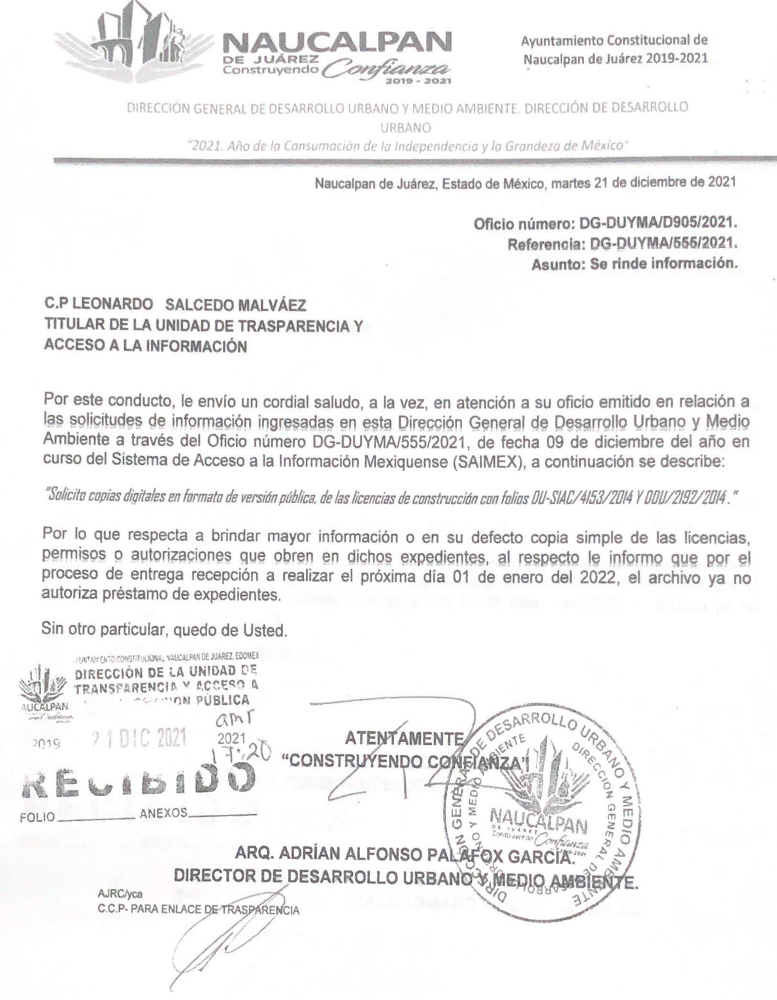 NAUCALPAN
DE JUÁREZ
Construyendo Confianza
2019 - 2021
Ayuntamiento Constitucional de
Naucalpan de Juárez 2019-2021
DIRECCIÓN GENERAL DE DESARROLLO URBANO Y MEDIO AMBIENTE. DIRECCIÓN DE DESARROLLO
URBANO
"2021. Año de la Consumación de la Independencia y la Grandeza de México"
Naucalpan de Juárez, Estado de México, martes 21 de diciembre de 2021
Oficio número: DG-DUYMA/D905/2021.
Referencia: DG-DUYMA/555/2021.
Asunto: Se rinde información.
C.P LEONARDO SALCEDO MALVÁEZ
TITULAR DE LA UNIDAD DE TRASPARENCIA Y
ACCESO A LA INFORMACIÓN
Por este conducto, le envío un cordial saludo, a la vez, en atención a su oficio emitido en relación a
las solicitudes de información ingresadas en esta Dirección General de Desarrollo Urbano y Medio
Ambiente a través del Oficio número DG-DUYMA/555/2021, de fecha 09 de diciembre del año en
curso del Sistema de Acceso a la Información Mexiquense (SAIMEX), a continuación se describe:
"Solicito copias digitales en formato de versión pública, de las licencias de construcción con folios DU-SIAC/4153/2014 Y DDU/2192/2014."
Por lo que respecta a brindar mayor información o en su defecto copia simple de las licencias,
permisos o autorizaciones que obren en dichos expedientes, al respecto le informo que por el
proceso de entrega recepción a realizar el próxima día 01 de enero del 2022, el archivo ya no
autoriza préstamo de expedientes.
Sin otro particular, quedo de Usted.
CONSTITUCIONAL NAUCALPAN DE JUÁREZ, EDOMEX
DIRECCIÓN DE LA UNIDAD DE
TRANSPARENCIA Y ACCESO A
PÚBLICA
AUCALPAN
amr
2019 21 DIC 2021 2021
17:20
RECIBIDO
FOLIO ANEXOS
ATENTAMENTE
"CONSTRUYENDO CONFIANZA"
DIRECCIÓN GENERAL DE DESARROLLO URBANO Y MEDIO AMBIENTE
DIRECCIÓN GENERAL DE DESARROLLO URBANO Y MEDIO AMBIENTE
NAUCALPAN
DE JUÁREZ
Construyendo Confianza
2019-2021
ARQ. ADRÍAN ALFONSO PALAFOX GARCÍA.
DIRECTOR DE DESARROLLO URBANO Y MEDIO AMBIENTE.
AJRC/yca
C.C.P- PARA ENLACE DE TRASPARENCIA